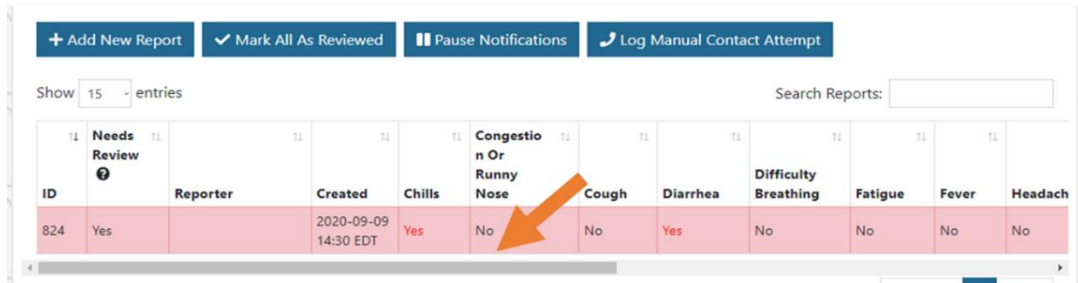 Add New Report
Mark All As Reviewed
Pause Notifications
Log Manual Contact Attempt
Show 15 entries
Search Reports:
ID
Needs
Review
Reporter
Created
Chills
Congestio
n Or
Runny
Nose
Cough
Diarrhea
Difficulty
Breathing
Fatigue
Fever
Headach
824 Yes 2020-09-09 Yes No No Yes No No No No
14:30 EDT